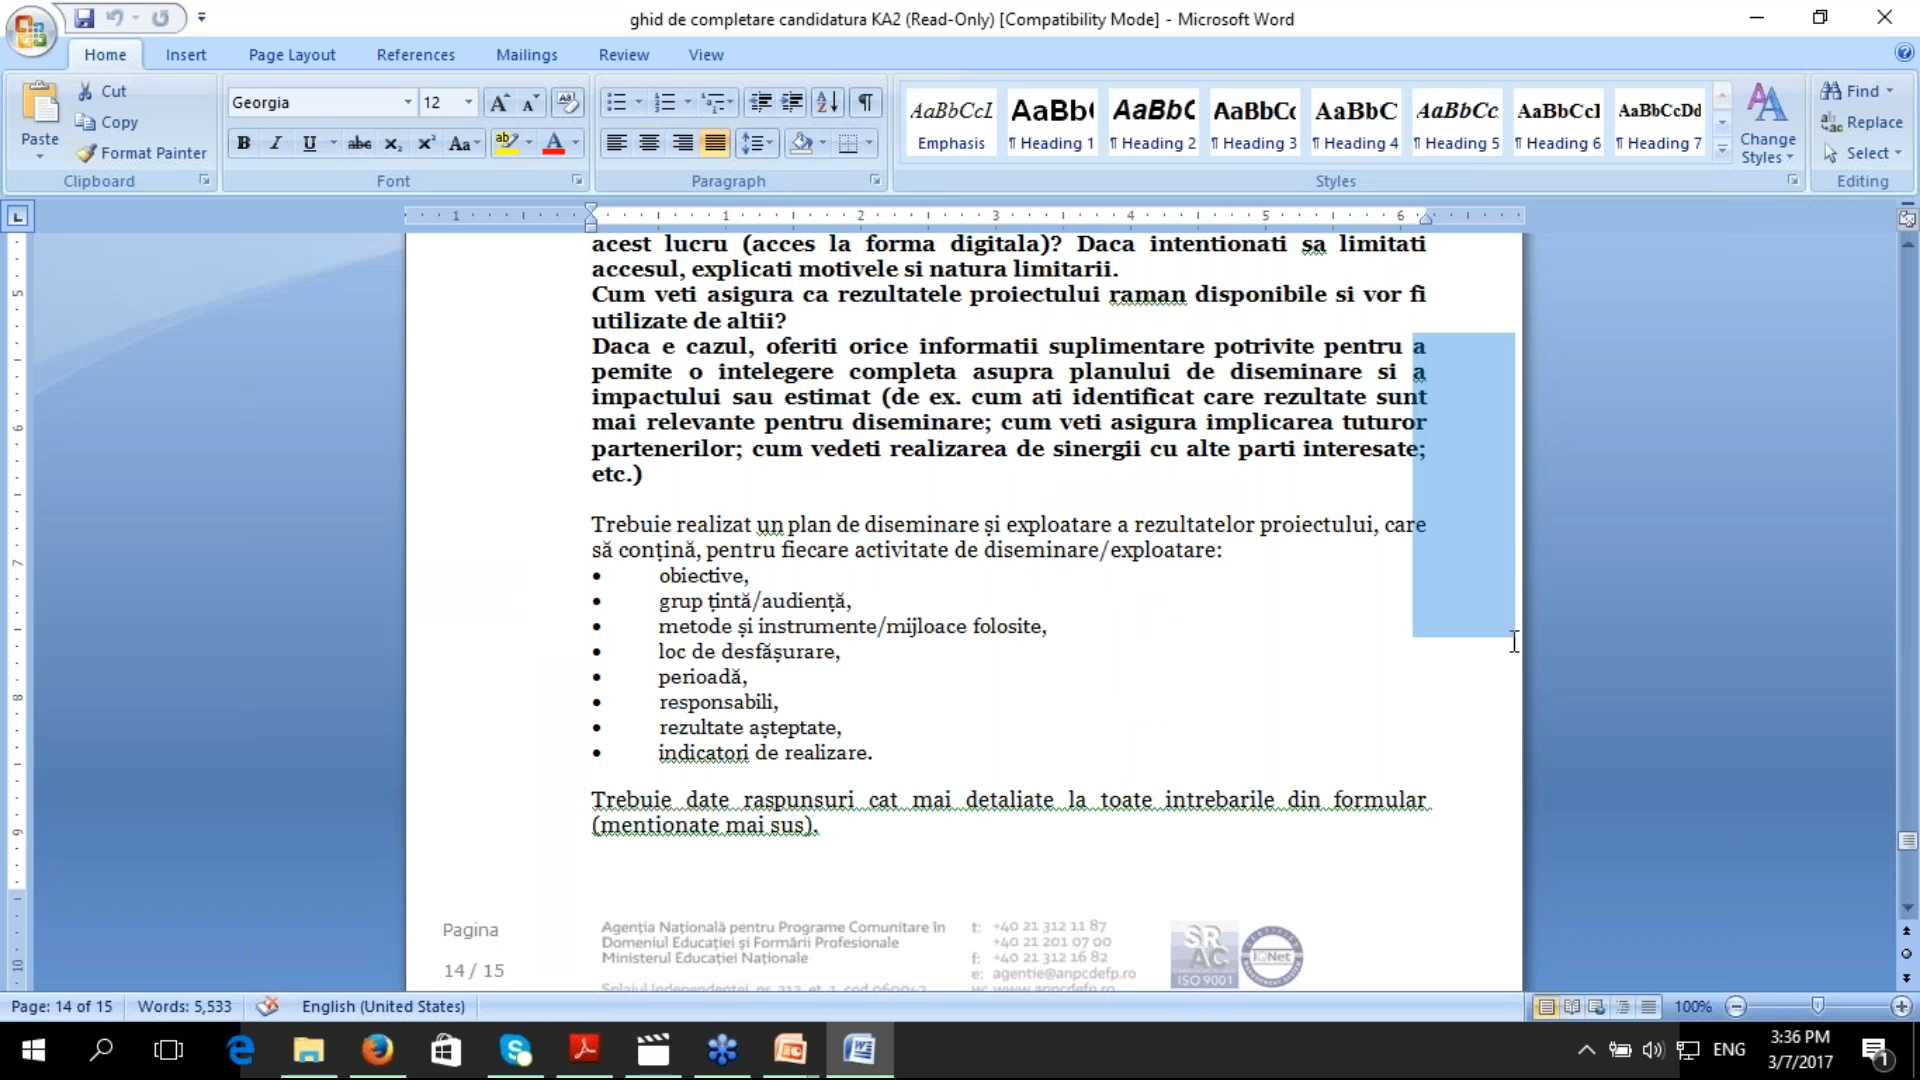 ghid de completare candidatura KA2 (Read-Only) [Compatibility Mode] - Microsoft Word
Home Insert Page Layout References Mailings Review View
Paste
Cut
Copy
Format Painter
Clipboard
Georgia 12
Font
Paragraph
AaBbCcI AaBb( AaBbC AaBbCc AaBbC AaBbCc AaBbCcI AaBbCcDd
Emphasis ¶ Heading 1 ¶ Heading 2 ¶ Heading 3 ¶ Heading 4 ¶ Heading 5 ¶ Heading 6 ¶ Heading 7
Change Styles
Styles
Find
Replace
Select
Editing
1 1 2 3 4 5 6
acest lucru (acces la forma digitala)? Daca intentionati sa limitati
accesul, explicati motivele si natura limitarii.
Cum veti asigura ca rezultatele proiectului raman disponibile si vor fi
utilizate de altii?
Daca e cazul, oferiti orice informatii suplimentare potrivite pentru a
pemite o intelegere completa asupra planului de diseminare si a
impactului sau estimat (de ex. cum ati identificat care rezultate sunt
mai relevante pentru diseminare; cum veti asigura implicarea tuturor
partenerilor; cum vedeti realizarea de sinergii cu alte parti interesate;
etc.)
Trebuie realizat un plan de diseminare și exploatare a rezultatelor proiectului, care
să conțină, pentru fiecare activitate de diseminare/exploatare:
• obiective,
• grup țintă/audiență,
• metode și instrumente/mijloace folosite,
• loc de desfășurare,
• perioadă,
• responsabili,
• rezultate așteptate,
• indicatori de realizare.
Trebuie date raspunsuri cat mai detaliate la toate intrebarile din formular
(mentionate mai sus).
Pagina
14 / 15
Agenția Națională pentru Programe Comunitare în
Domeniul Educației și Formării Profesionale
Ministerul Educației Naționale
t: +40 21 312 11 87
+40 21 201 07 00
f: +40 21 312 16 82
e: agentie@anpcdefp.ro
SRAC
ISO 9001
IQNet
Page: 14 of 15 Words: 5,533 English (United States) 100%
ENG
3:36 PM
3/7/2017